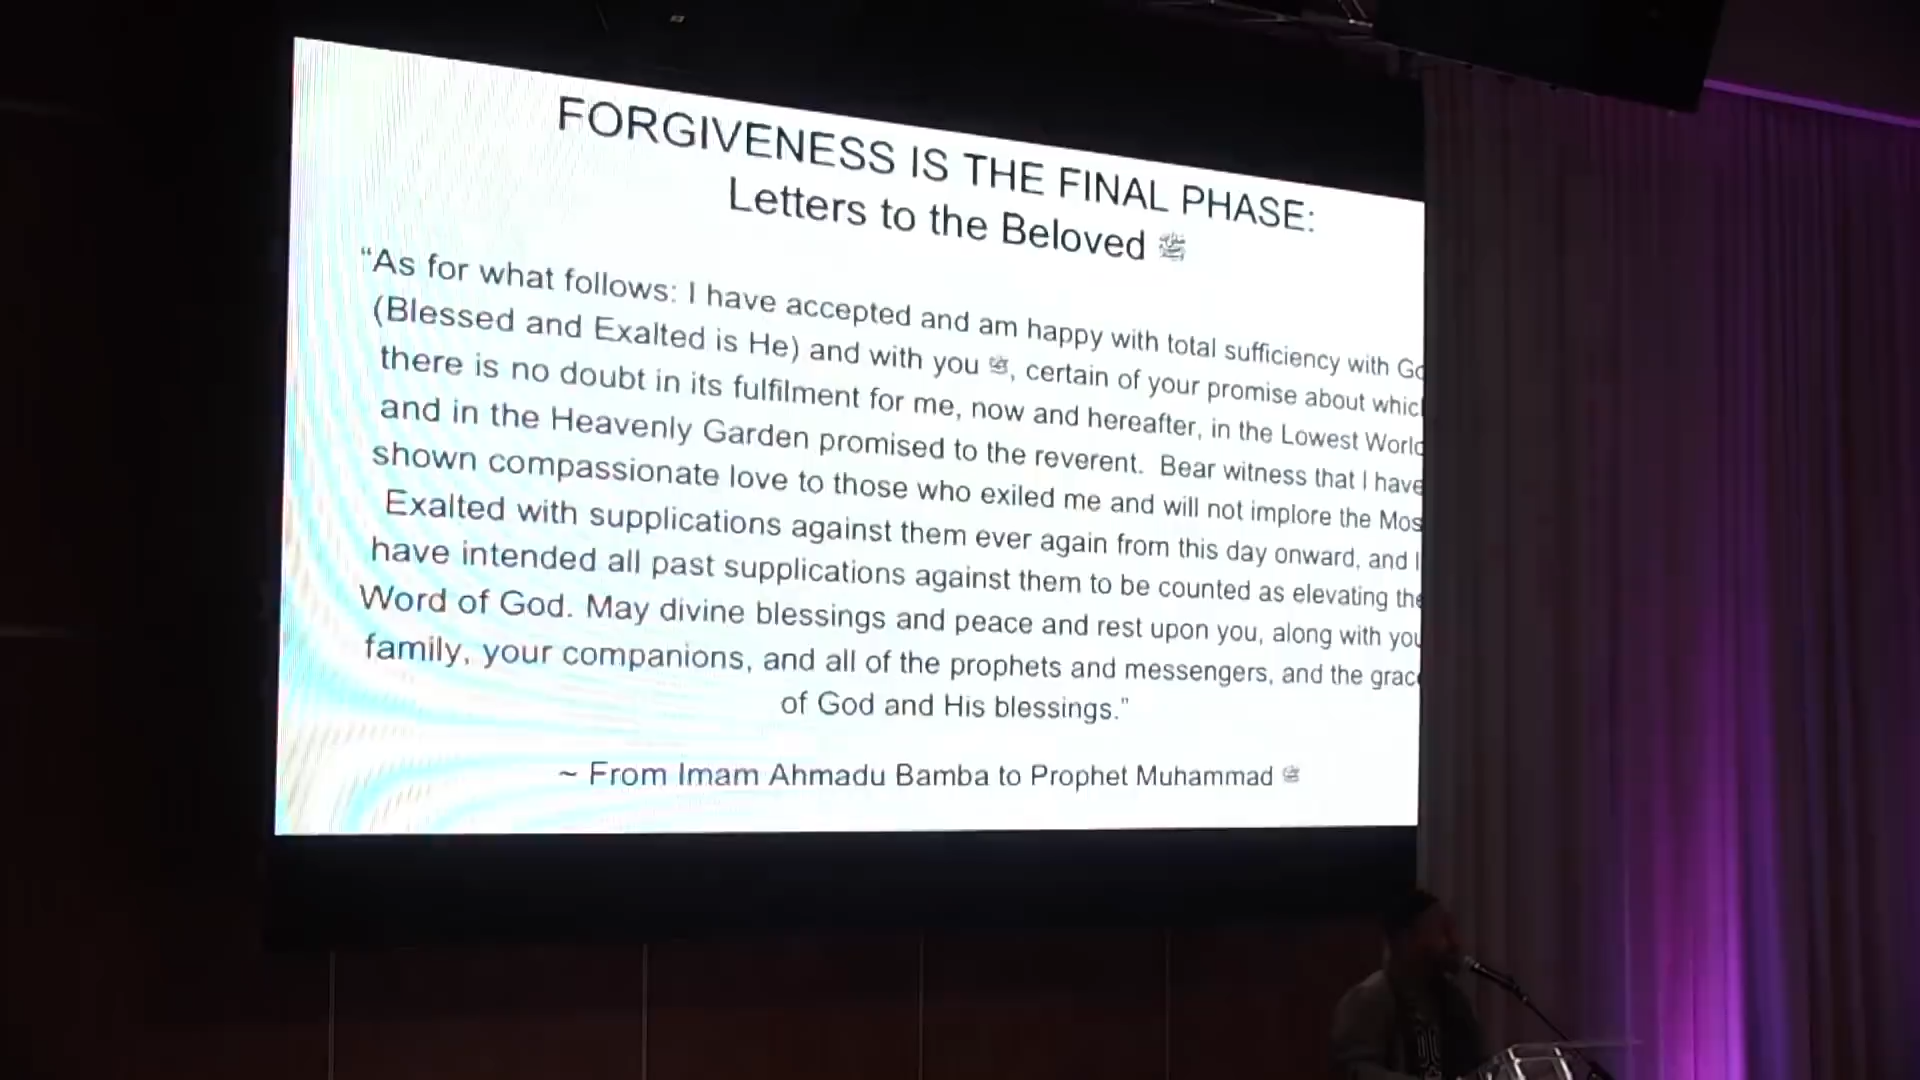 FORGIVENESS IS THE FINAL PHASE:
Letters to the Beloved ﷺ
“As for what follows: I have accepted and am happy with total sufficiency with
(Blessed and Exalted is He) and with you ﷺ, certain of your promise about
there is no doubt in its fulfilment for me, now and hereafter, in the Lowest
and in the Heavenly Garden promised to the reverent. Bear witness that I have
shown compassionate love to those who exiled me and will not implore the
Exalted with supplications against them ever again from this day onward, and I
have intended all past supplications against them to be counted as elevating
Word of God. May divine blessings and peace and rest upon you, along with
family, your companions, and all of the prophets and messengers, and the
of God and His blessings.”
~ From Imam Ahmadu Bamba to Prophet Muhammad ﷺ